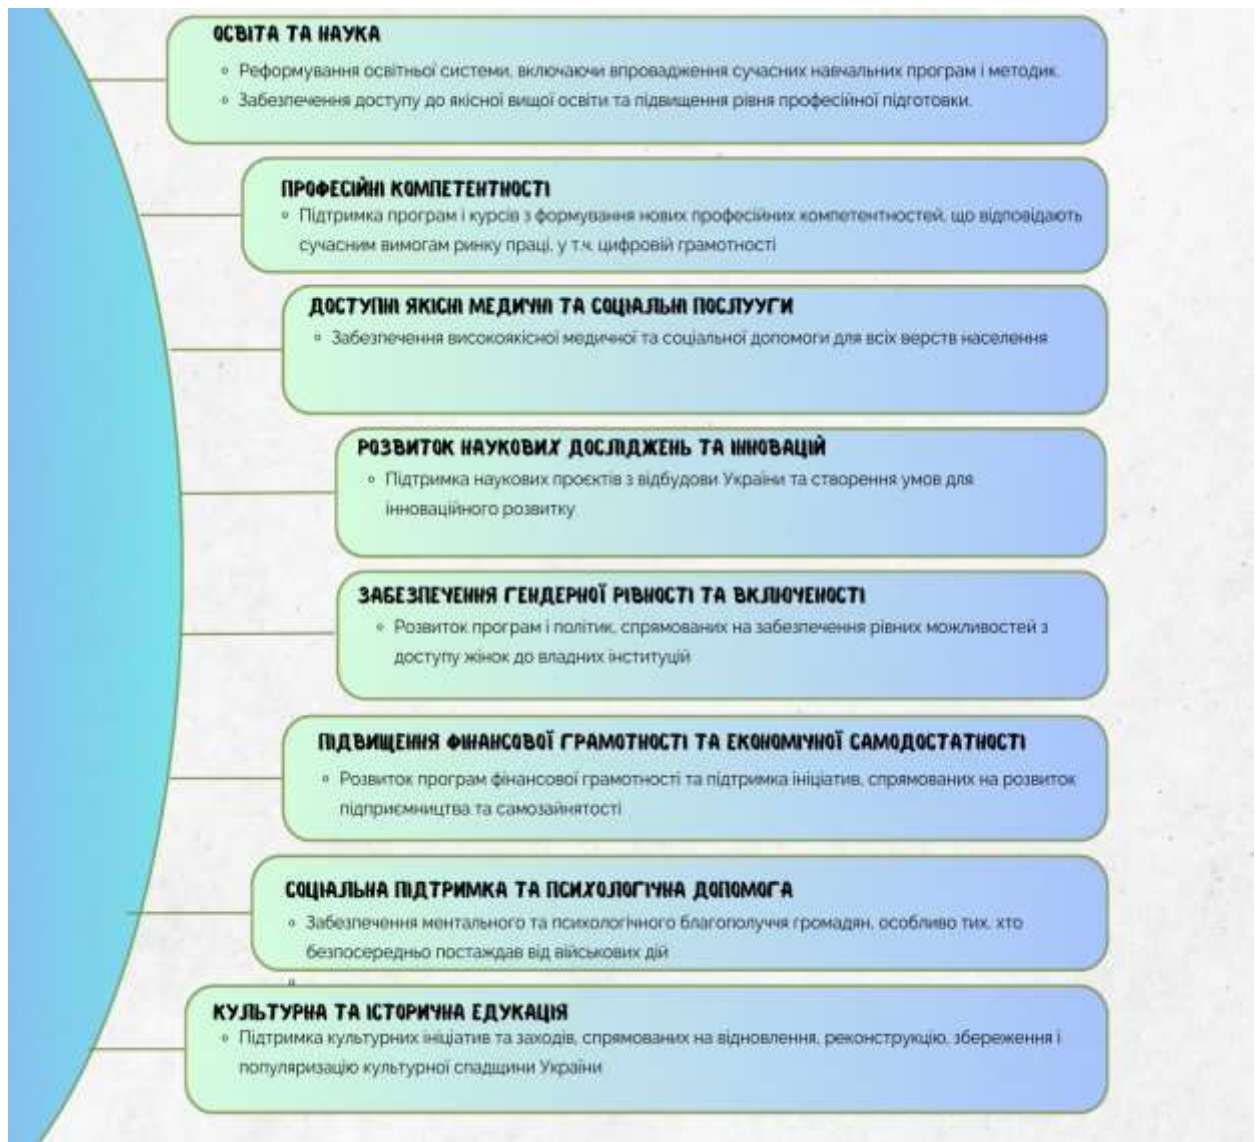 ОСВІТА ТА НАУКА
◦ Реформування освітньої системи, включаючи впровадження сучасних навчальних програм і методик.
◦ Забезпечення доступу до якісної вищої освіти та підвищення рівня професійної підготовки.
ПРОФЕСІЙНІ КОМПЕТЕНТНОСТІ
◦ Підтримка програм і курсів з формування нових професійних компетентностей, що відповідають
сучасним вимогам ринку праці, у т.ч. цифровій грамотності
ДОСТУПНІ ЯКІСНІ МЕДИЧНІ ТА СОЦІАЛЬНІ ПОСЛУУГИ
◦ Забезпечення високоякісної медичної та соціальної допомоги для всіх верств населення
РОЗВИТОК НАУКОВИХ ДОСЛІДЖЕНЬ ТА ІННОВАЦІЙ
◦ Підтримка наукових проєктів з відбудови України та створення умов для
інноваційного розвитку
ЗАБЕЗПЕЧЕННЯ ГЕНДЕРНОЇ РІВНОСТІ ТА ВКЛЮЧЕНОСТІ
◦ Розвиток програм і політик, спрямованих на забезпечення рівних можливостей з
доступу жінок до владних інституцій
ПІДВИЩЕННЯ ФІНАНСОВОЇ ГРАМОТНОСТІ ТА ЕКОНОМІЧНОЇ САМОДОСТАТНОСТІ
◦ Розвиток програм фінансової грамотності та підтримка ініціатив, спрямованих на розвиток
підприємництва та самозайнятості
СОЦІАЛЬНА ПІДТРИМКА ТА ПСИХОЛОГІЧНА ДОПОМОГА
◦ Забезпечення ментального та психологічного благополуччя громадян, особливо тих, хто
безпосередньо постаждав від військових дій
КУЛЬТУРНА ТА ІСТОРИЧНА ЕДУКАЦІЯ
◦ Підтримка культурних ініціатив та заходів, спрямованих на відновлення, реконструкцію, збереження і
популяризацію культурної спадщини України